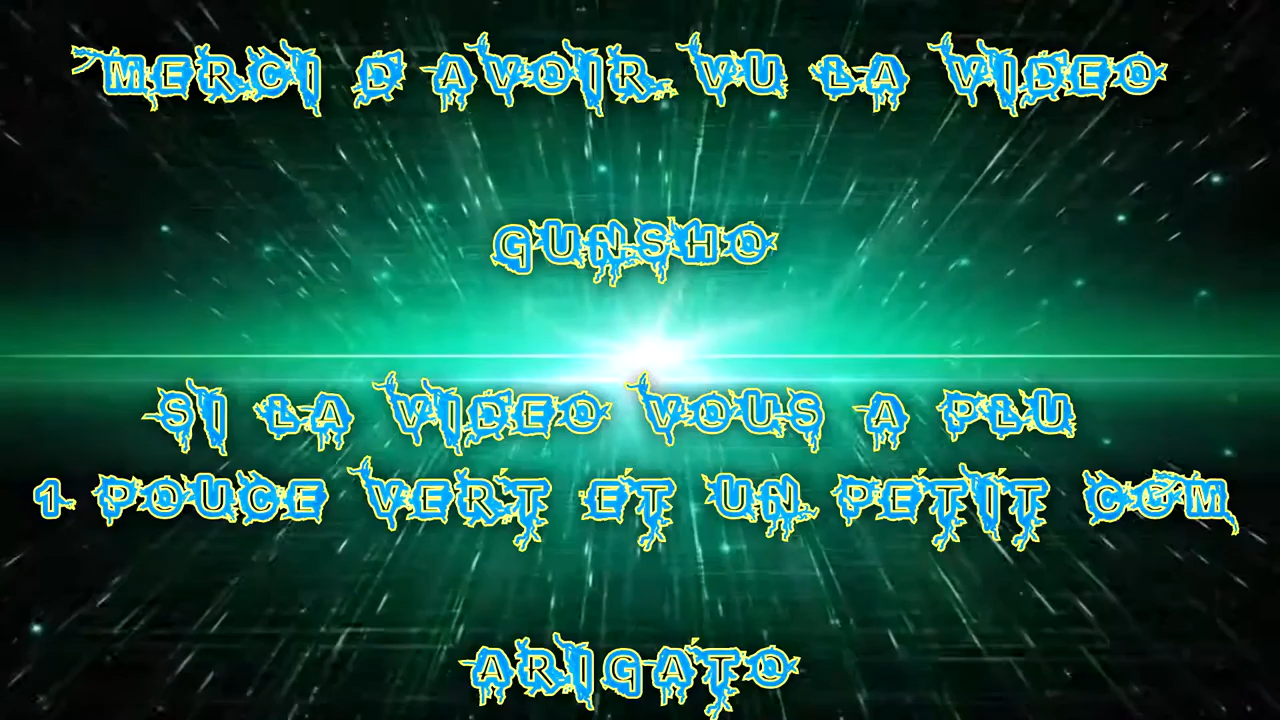 MERCI D AVOIR VU LA VIDEO
GUNSHO
SI LA VIDEO VOUS A PLU
1 POUCE VERT ET UN PETIT COM
ARIGATO